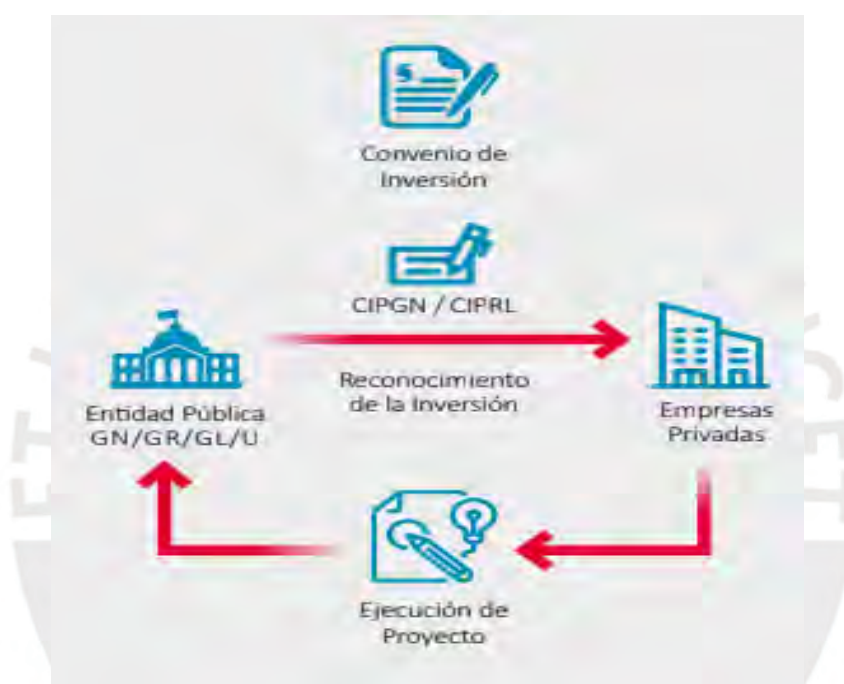 $
Convenio de
Inversión
CIPGN / CIPRL
Reconocimiento
de la Inversión
Entidad Pública
GN/GR/GL/U
Empresas
Privadas
Ejecución de
Proyecto